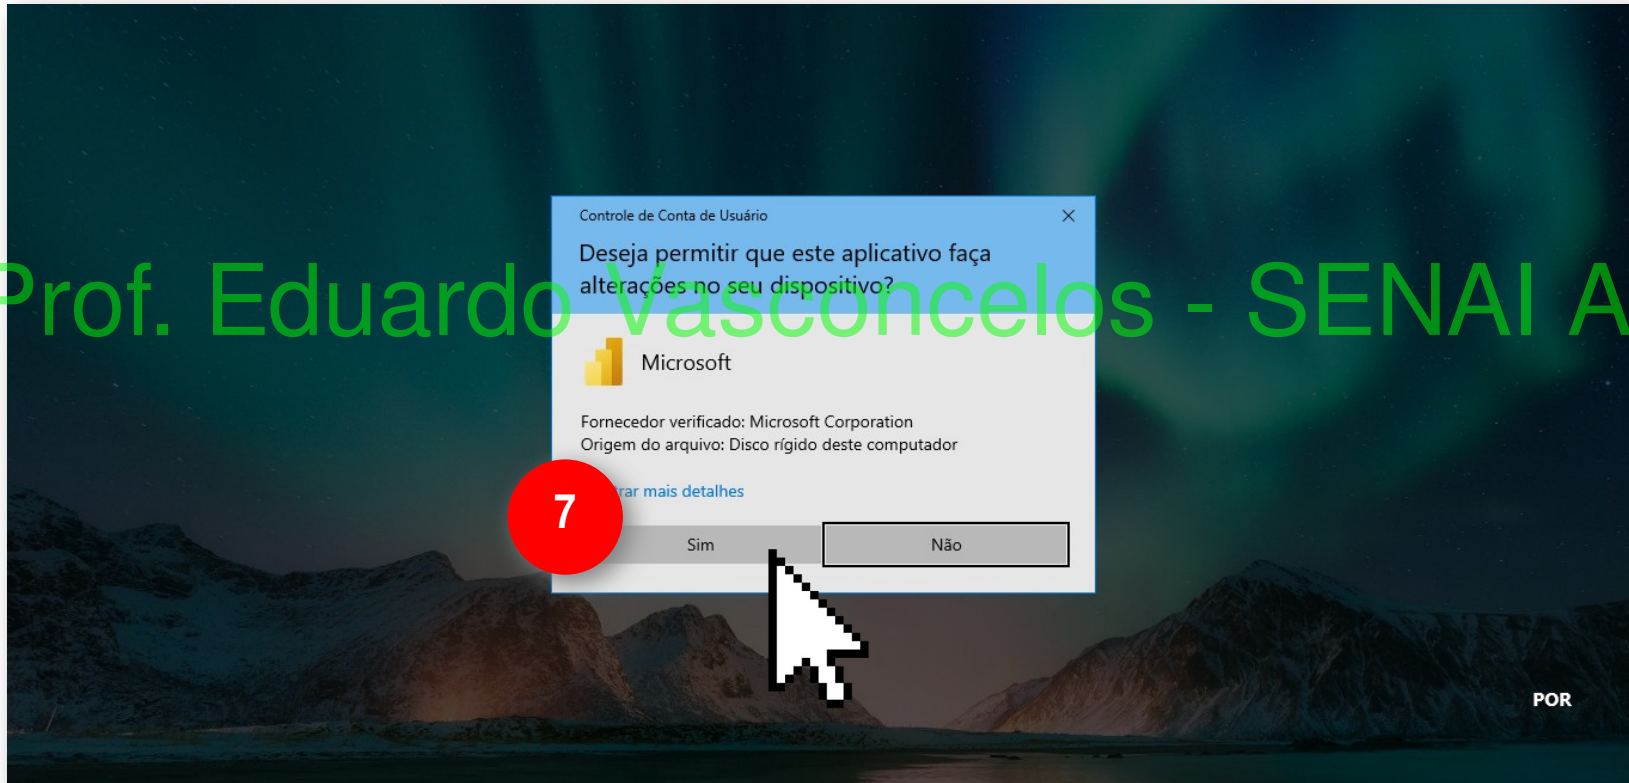 Controle de Conta de Usuário
Deseja permitir que este aplicativo faça
alterações no seu dispositivo?
Prof. Eduardo Vasconcelos - SENAI A
Microsoft
Fornecedor verificado: Microsoft Corporation
Origem do arquivo: Disco rígido deste computador
mais detalhes
7
Sim
Não
POR